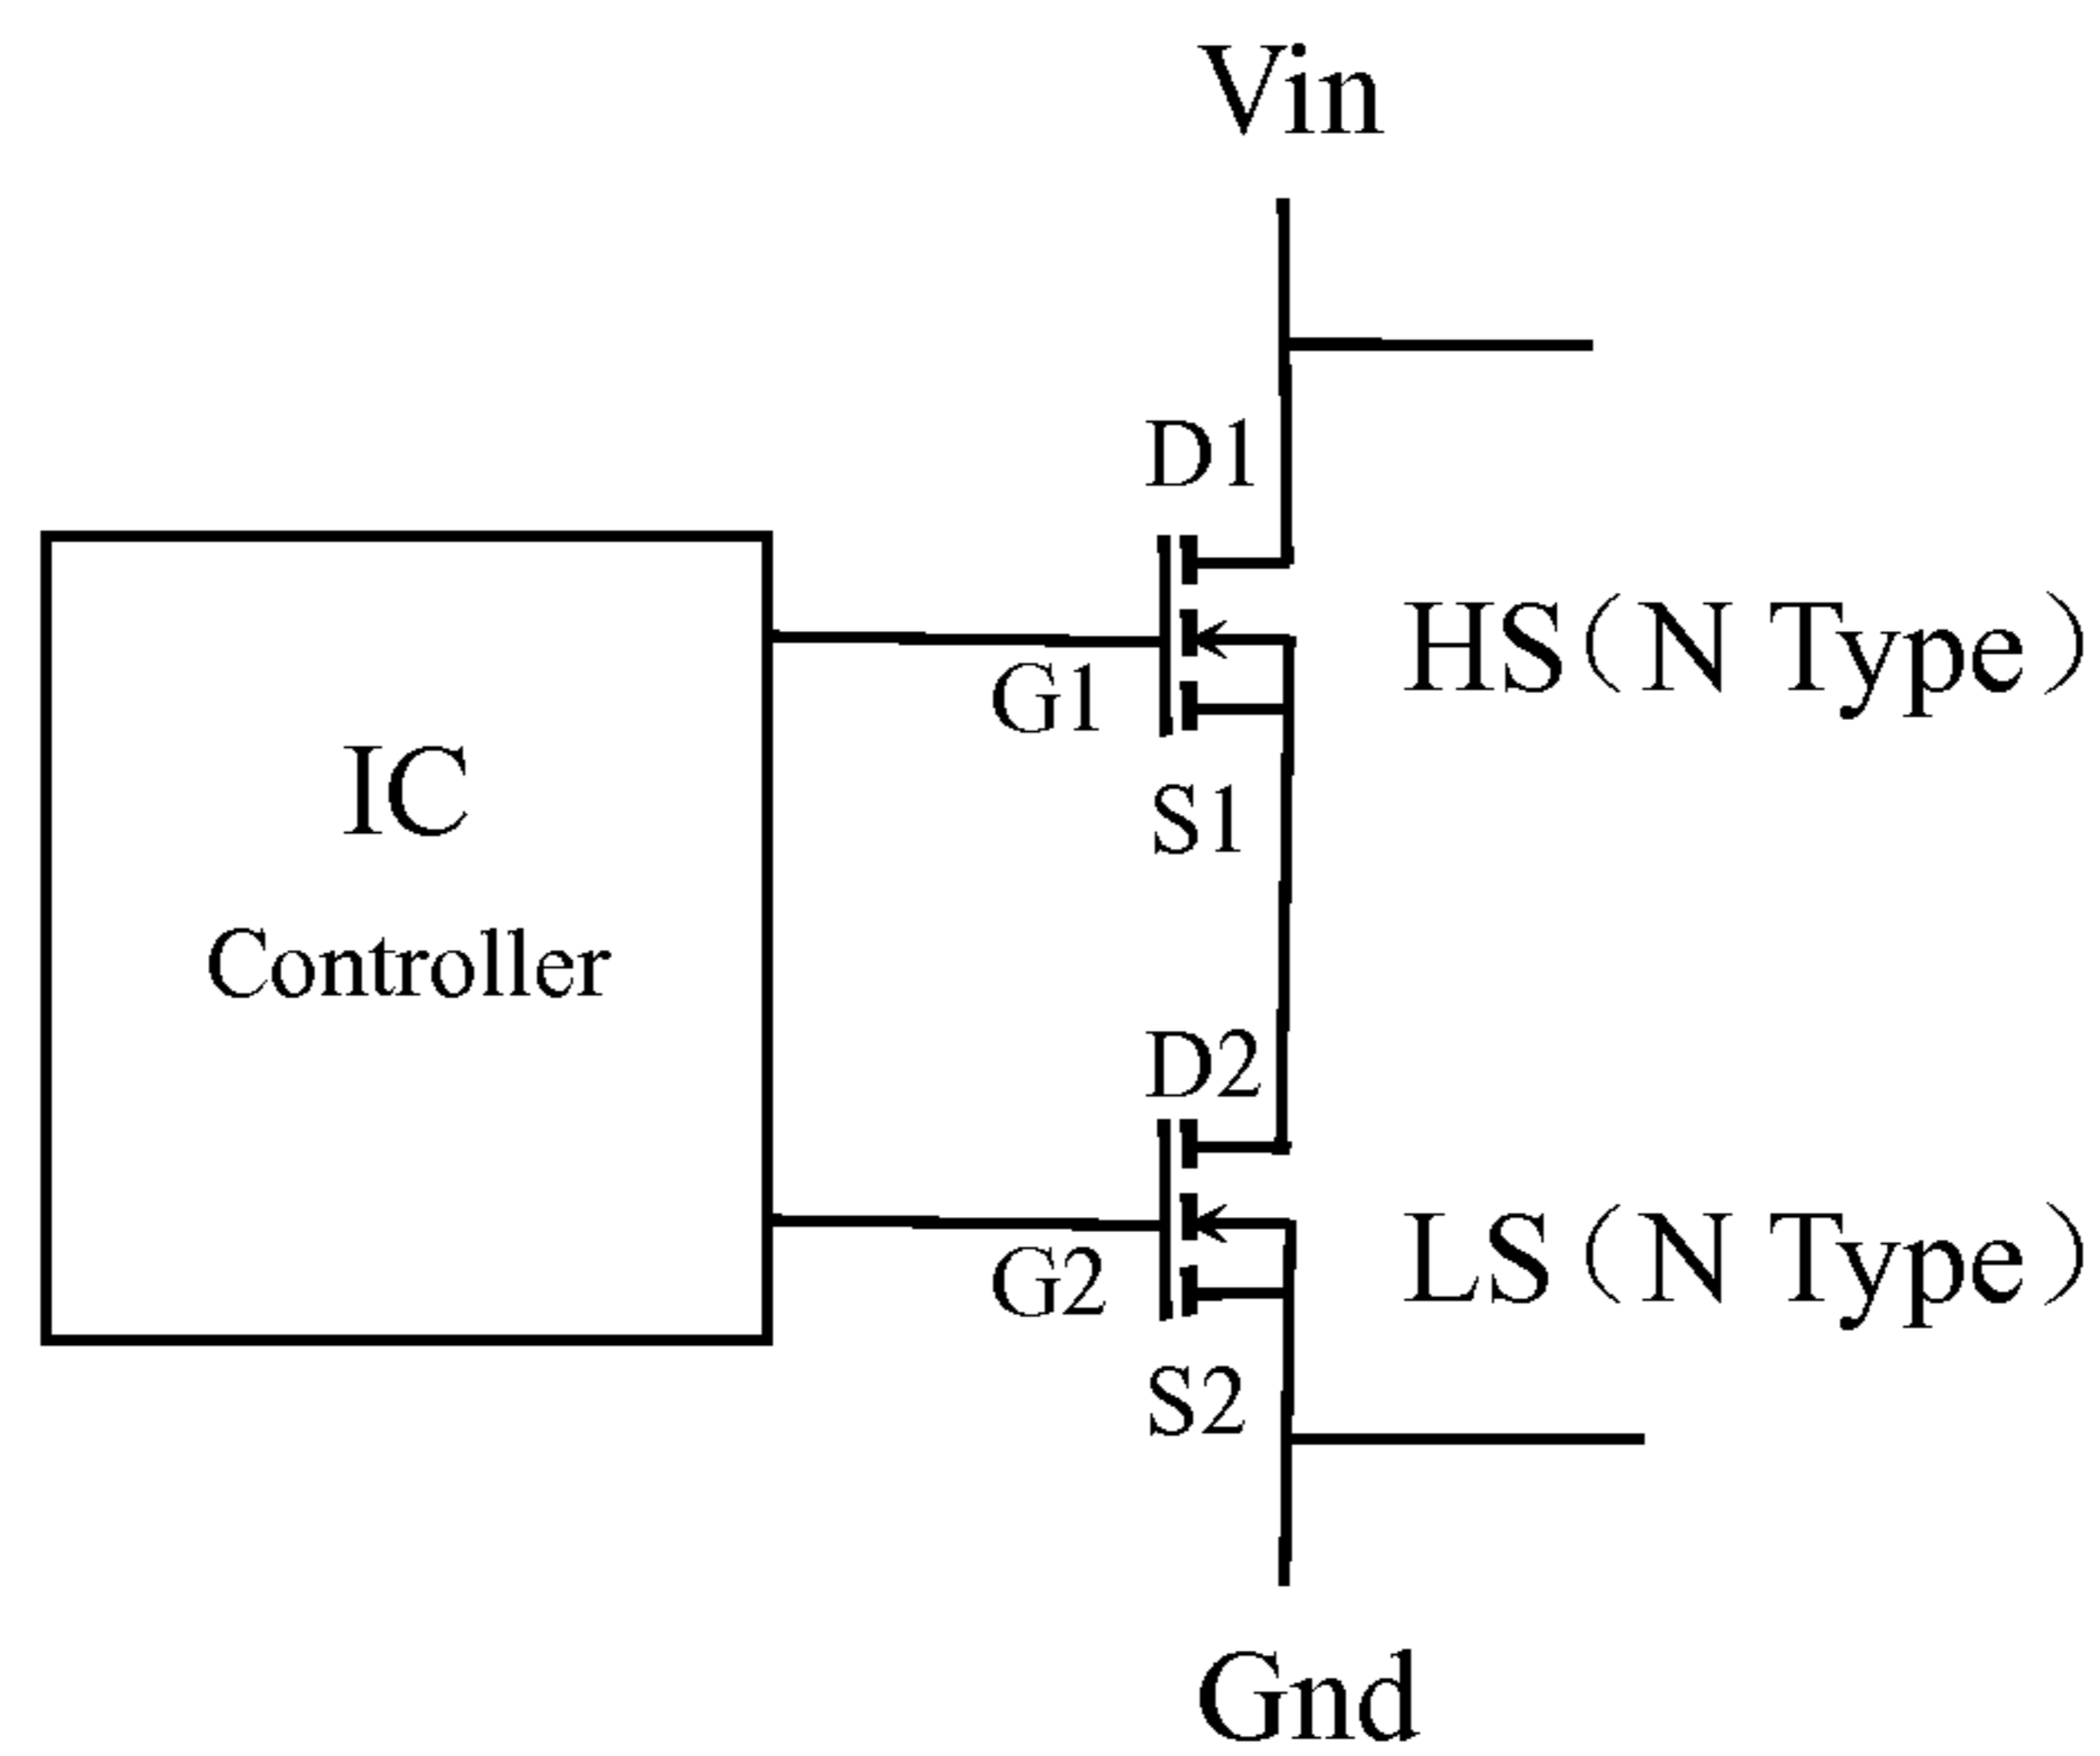 Vin
D1
HS（N Type）
G1
IC
S1
Controller
D2
LS（N Type）
G2
S2
Gnd